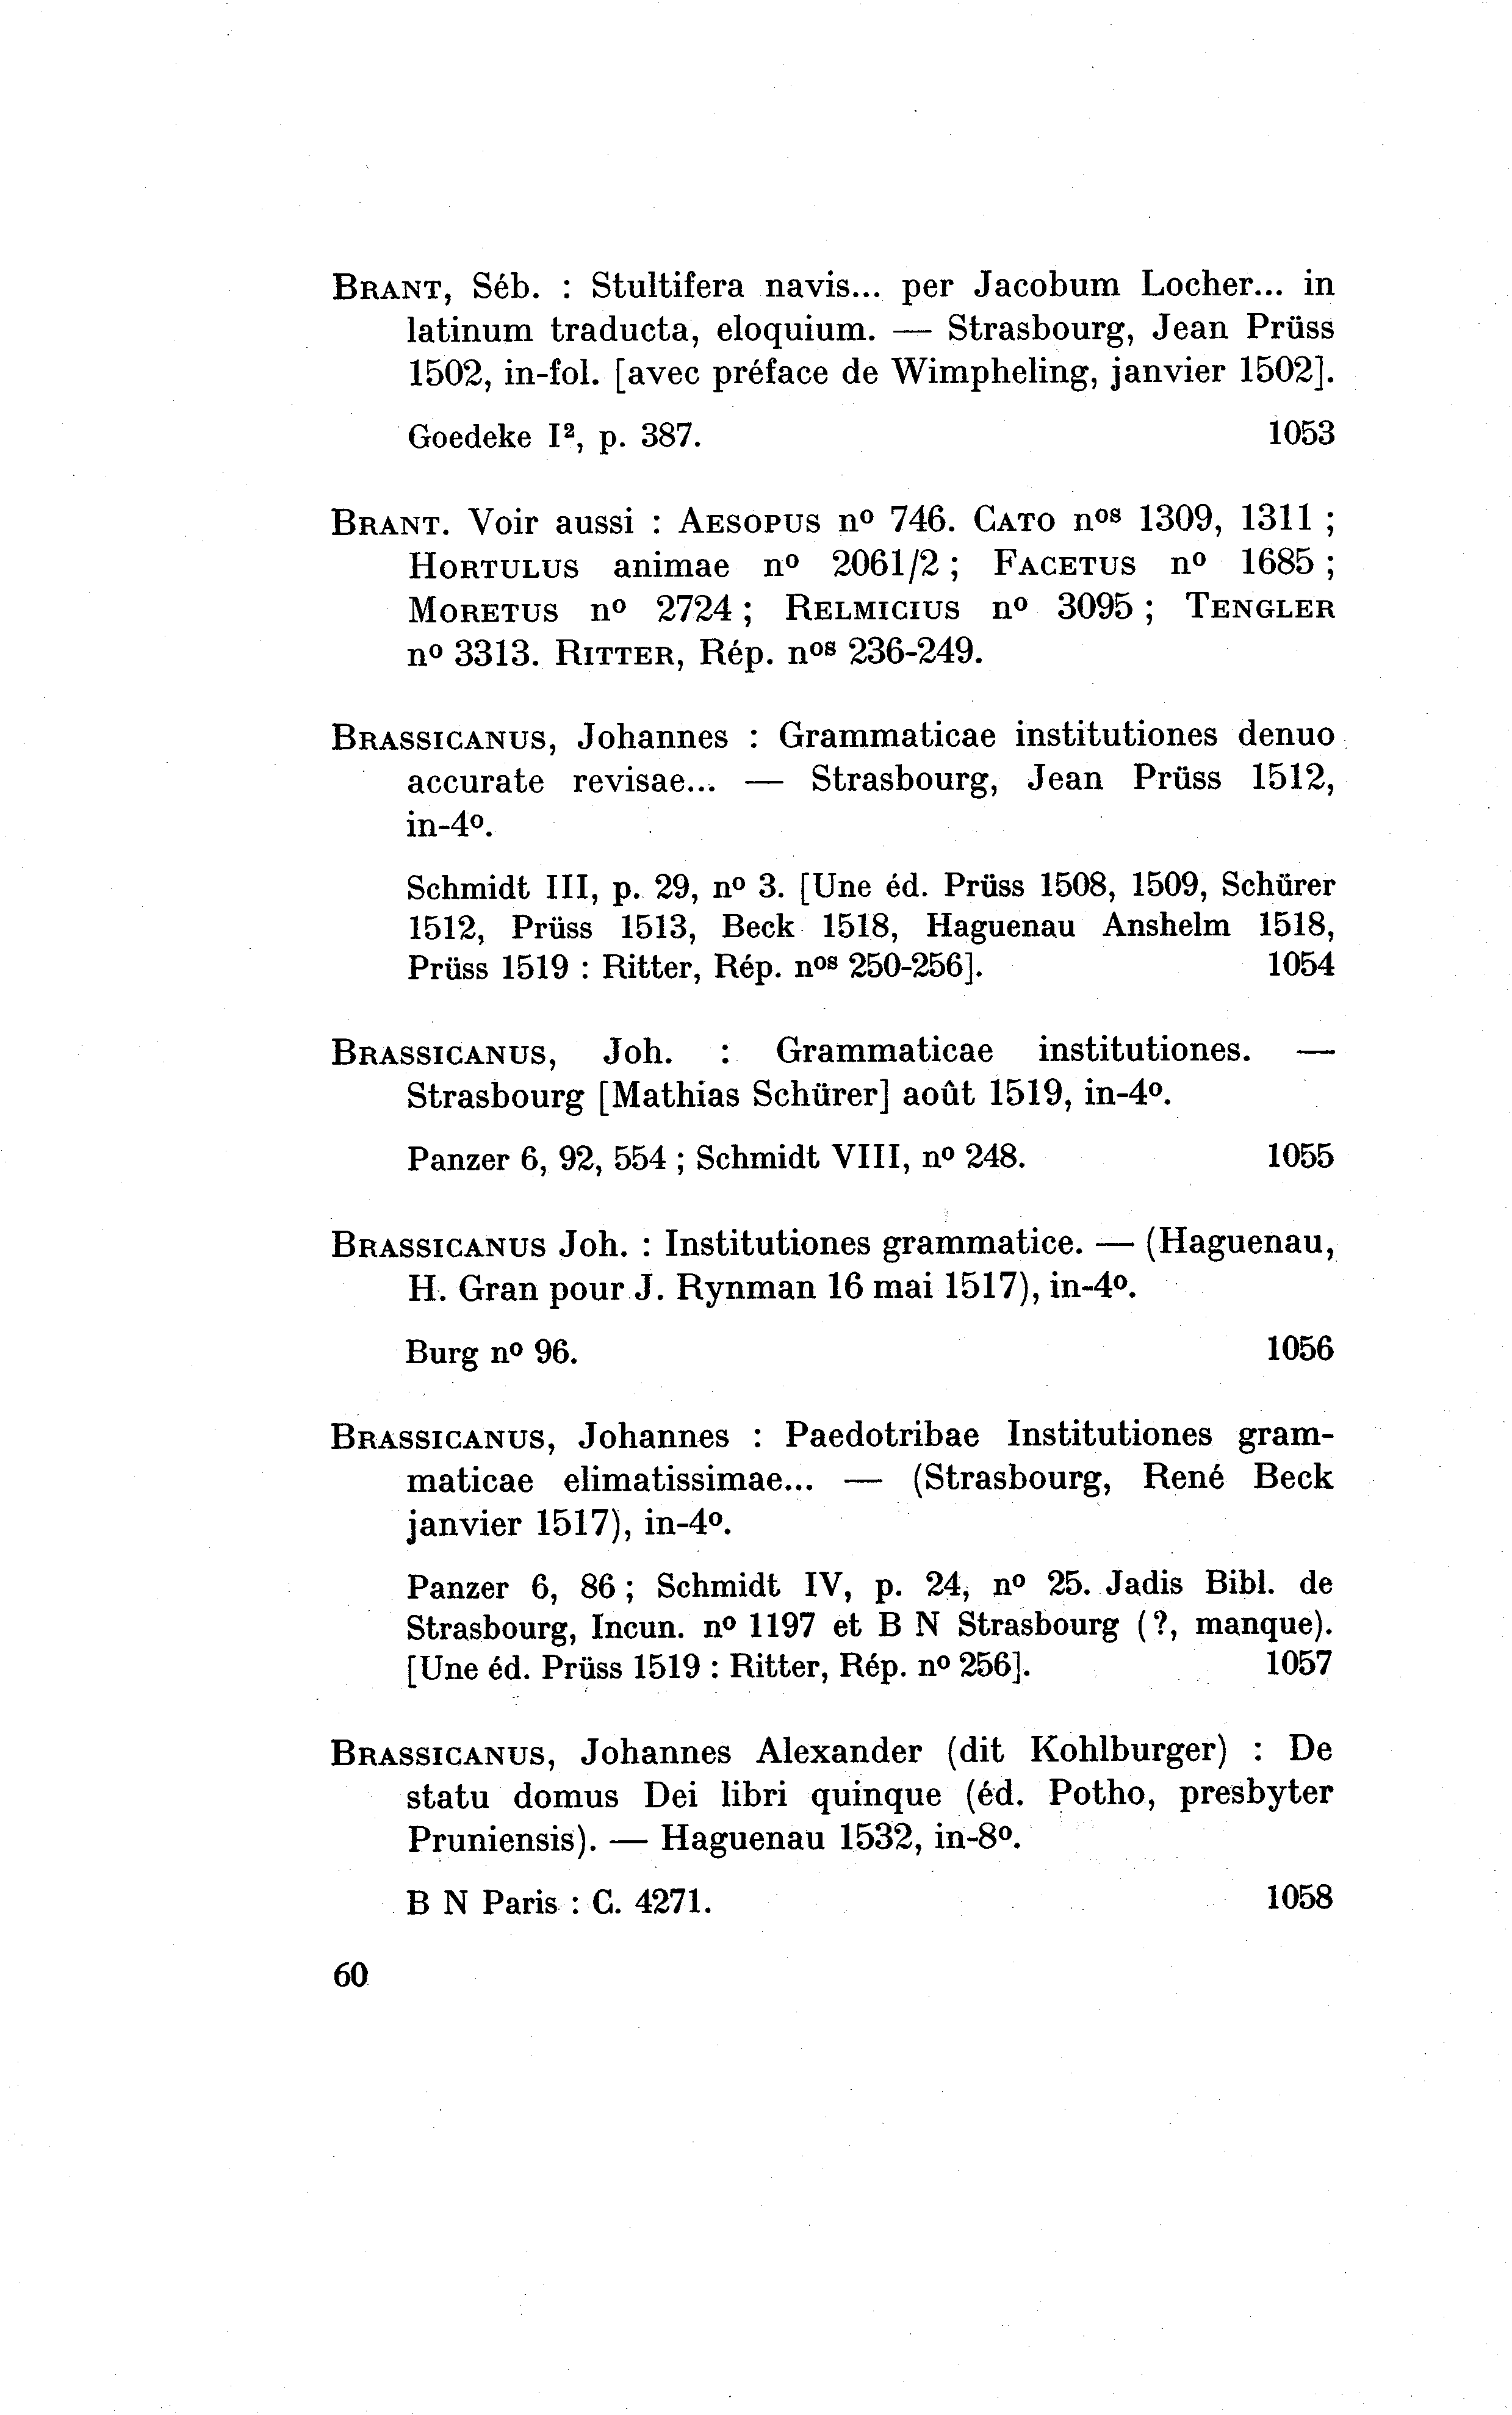 BRANT, Séb. : Stultifera navis... per Jacobum Locher... in
latinum traducta, eloquium. — Strasbourg, Jean Prüss
1502, in-fol. [avec préface de Wimpheling, janvier 1502].
Goedeke I², p. 387. 1053
BRANT. Voir aussi : AESOPUS nº 746. CATO nos 1309, 1311 ;
HORTULUS animae nº 2061/2 ; FACETUS nº 1685 ;
MORETUS nº 2724 ; RELMICIUS nº 3095 ; TENGLER
nº 3313. RITTER, Rép. nos 236-249.
BRASSICANUS, Johannes : Grammaticae institutiones denuo
accurate revisae... — Strasbourg, Jean Prüss 1512,
in-4º.
Schmidt III, p. 29, nº 3. [Une éd. Prüss 1508, 1509, Schürer
1512, Prüss 1513, Beck 1518, Haguenau Anshelm 1518,
Prüss 1519 : Ritter, Rép. nos 250-256]. 1054
BRASSICANUS, Joh. : Grammaticae institutiones. —
Strasbourg [Mathias Schürer] août 1519, in-4º.
Panzer 6, 92, 554 ; Schmidt VIII, nº 248. 1055
BRASSICANUS Joh. : Institutiones grammatice. — (Haguenau,
H. Gran pour J. Rynman 16 mai 1517), in-4º.
Burg nº 96. 1056
BRASSICANUS, Johannes : Paedotribae Institutiones gram-
maticae elimatissimae... — (Strasbourg, René Beck
janvier 1517), in-4º.
Panzer 6, 86 ; Schmidt IV, p. 24, nº 25. Jadis Bibl. de
Strasbourg, Incun. nº 1197 et B N Strasbourg (?, manque).
[Une éd. Prüss 1519 : Ritter, Rép. nº 256]. 1057
BRASSICANUS, Johannes Alexander (dit Kohlburger) : De
statu domus Dei libri quinque (éd. Potho, presbyter
Pruniensis). — Haguenau 1532, in-8º.
B N Paris : C. 4271. 1058
60